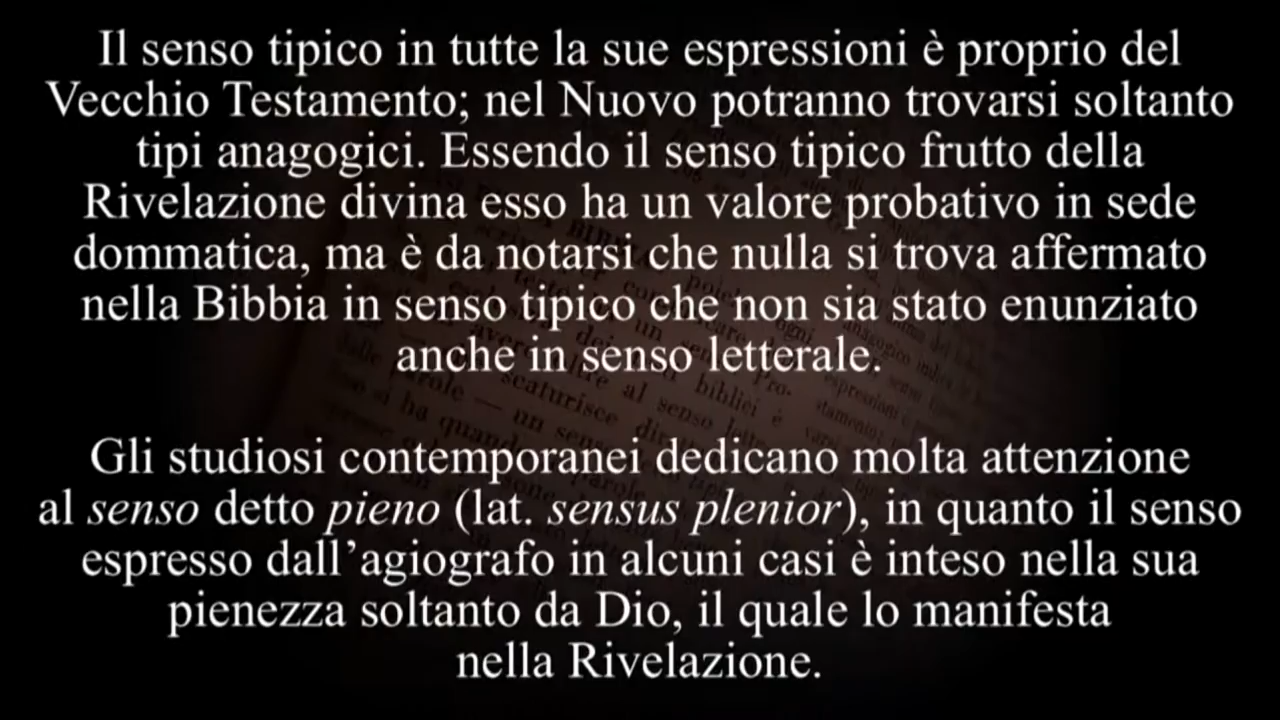 Il senso tipico in tutte la sue espressioni è proprio del
Vecchio Testamento; nel Nuovo potranno trovarsi soltanto
tipi anagogici. Essendo il senso tipico frutto della
Rivelazione divina esso ha un valore probativo in sede
dommatica, ma è da notarsi che nulla si trova affermato
nella Bibbia in senso tipico che non sia stato enunziato
anche in senso letterale.
Gli studiosi contemporanei dedicano molta attenzione
al senso detto pieno (lat. sensus plenior), in quanto il senso
espresso dall’agiografo in alcuni casi è inteso nella sua
pienezza soltanto da Dio, il quale lo manifesta
nella Rivelazione.